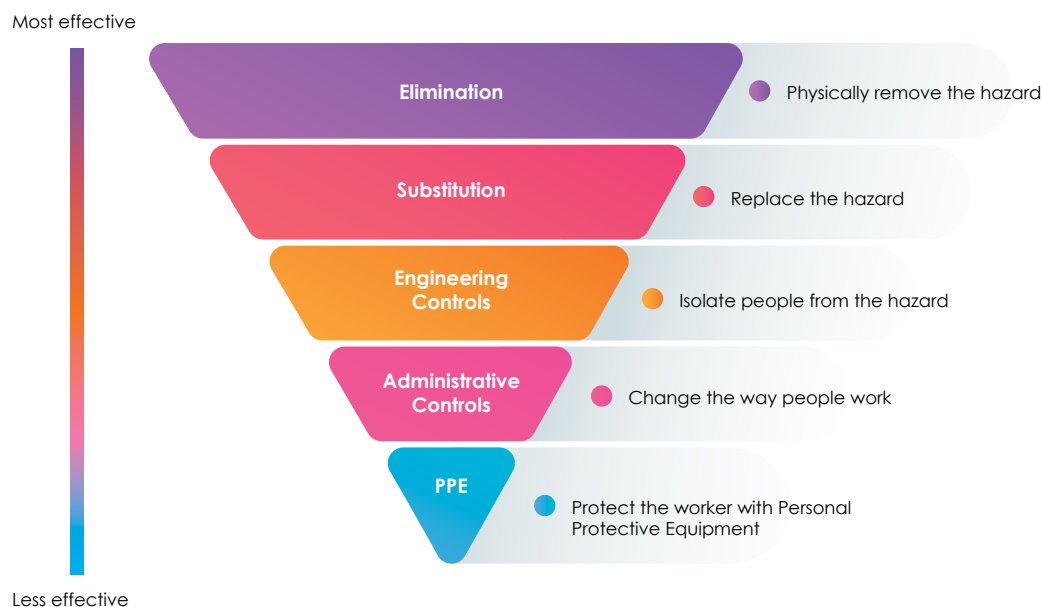 Most effective
Elimination
Physically remove the hazard
Substitution
Replace the hazard
Engineering
Controls
Isolate people from the hazard
Administrative
Controls
Change the way people work
PPE
Protect the worker with Personal
Protective Equipment
Less effective